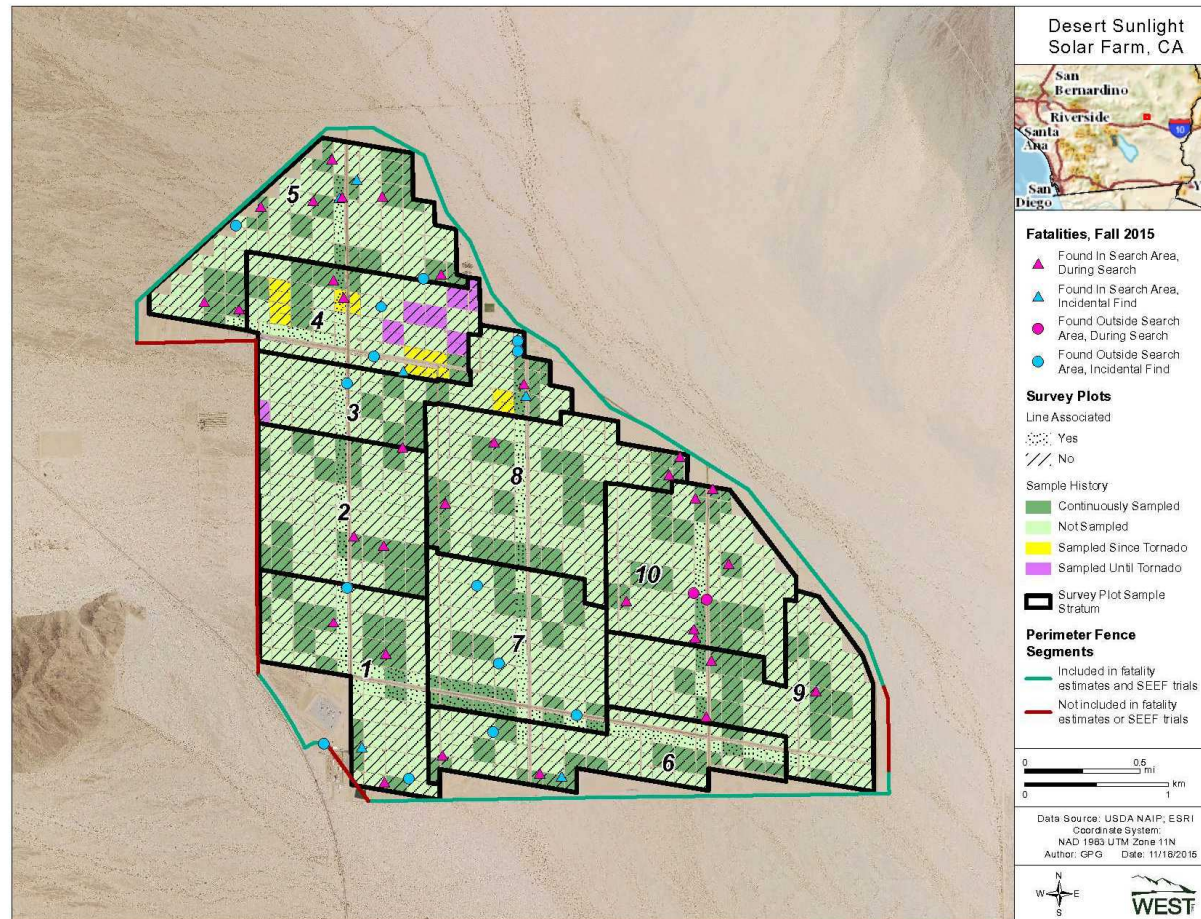 Desert Sunlight
Solar Farm, CA
San
Bernardino
Riverside
Santa
Ana
10
San
Diego
Y
Fatalities, Fall 2015
Found In Search Area,
During Search
Found In Search Area,
Incidental Find
Found Outside Search
Area, During Search
Found Outside Search
Area, Incidental Find
Survey Plots
Line Associated
Yes
No
Sample History
Continuously Sampled
Not Sampled
Sampled Since Tornado
Sampled Until Tornado
Survey Plot Sample
Stratum
Perimeter Fence
Segments
Included in fatality
estimates and SEEF trials
Not included in fatality
estimates or SEEF trials
0 0.5
mi
km
0 1
Data Source: USDA NAIP; ESRI
Coordinate System:
NAD 1983 UTM Zone 11N
Author: GPG Date: 11/16/2015
N
W E
S
WEST
5
4
3
8
2
10
7
1
9
6